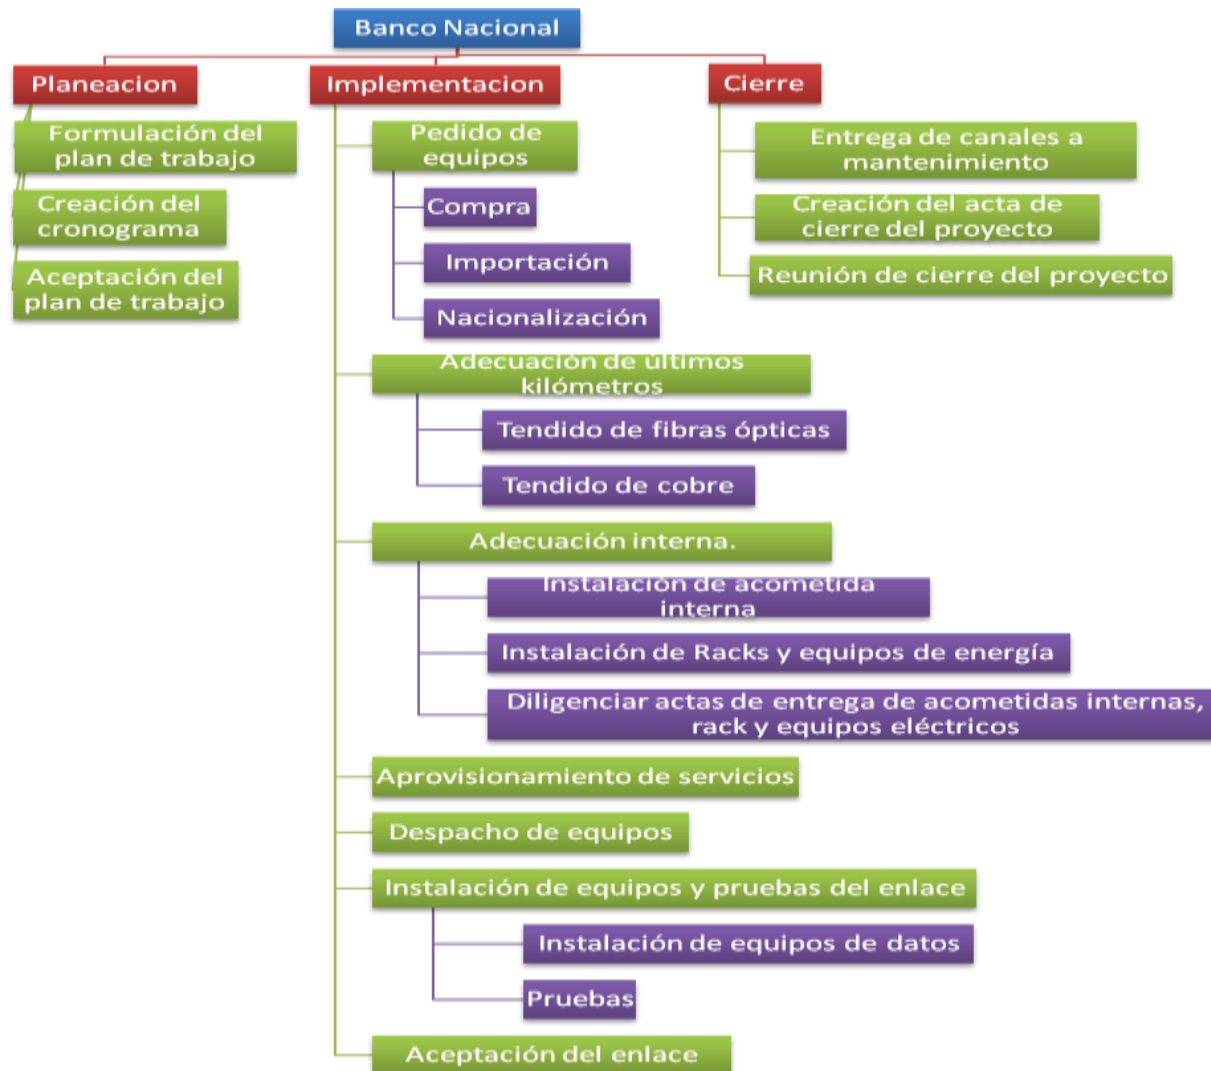 Banco Nacional
Planeacion
Formulación del
plan de trabajo
Creación del
cronograma
Aceptación del
plan de trabajo
Implementacion
Pedido de
equipos
Compra
Importación
Nacionalización
Adecuación de últimos
kilómetros
Tendido de fibras ópticas
Tendido de cobre
Adecuación interna.
Instalación de acometida
interna
Instalación de Racks y equipos de energía
Diligenciar actas de entrega de acometidas internas,
rack y equipos eléctricos
Aprovisionamiento de servicios
Despacho de equipos
Instalación de equipos y pruebas del enlace
Instalación de equipos de datos
Pruebas
Aceptación del enlace
Cierre
Entrega de canales a
mantenimiento
Creación del acta de
cierre del proyecto
Reunión de cierre del proyecto